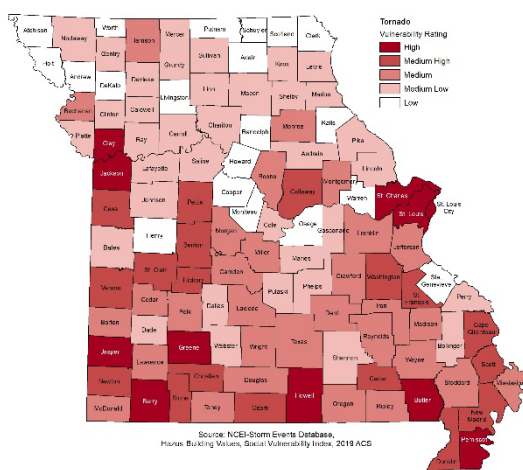 Tornado
Vulnerability Rating
High
Medium High
Medium
Medium Low
Low
Atchison
Nodaway
Worth
Harrison
Mercer
Putnam
Schuyler
Scotland
Clark
Holt
Gentry
Sullivan
Adair
Knox
Lewis
Andrew
DeKalb
Daviess
Grundy
Livingston
Linn
Macon
Shelby
Marion
Buchanan
Clinton
Caldwell
Chariton
Randolph
Monroe
Ralls
Platte
Clay
Ray
Carroll
Howard
Audrain
Pike
Jackson
Lafayette
Saline
Cooper
Boone
Callaway
Montgomery
Lincoln
Warren
St. Charles
St. Louis
St. Louis
City
Cass
Johnson
Pettis
Moniteau
Cole
Osage
Gasconade
Franklin
Jefferson
Bates
Henry
Benton
Morgan
Miller
Maries
Ste
Genevieve
St. Clair
Hickory
Camden
Pulaski
Phelps
Crawford
Washington
St.
Francois
Perry
Vernon
Cedar
Polk
Dallas
Laclede
Dent
Iron
Madison
Cape
Girardeau
Barton
Dade
Greene
Webster
Wright
Texas
Shannon
Reynolds
Wayne
Bollinger
Scott
Jasper
Lawrence
Christian
Douglas
Howell
Carter
Butler
Stoddard
Mississippi
Newton
Barry
Stone
Taney
Ozark
Oregon
Ripley
New
Madrid
McDonald
Dunklin
Pemiscot
Source: NCEI-Storm Events Database,
Hazus Building Values, Social Vulnerability Index, 2019 ACS